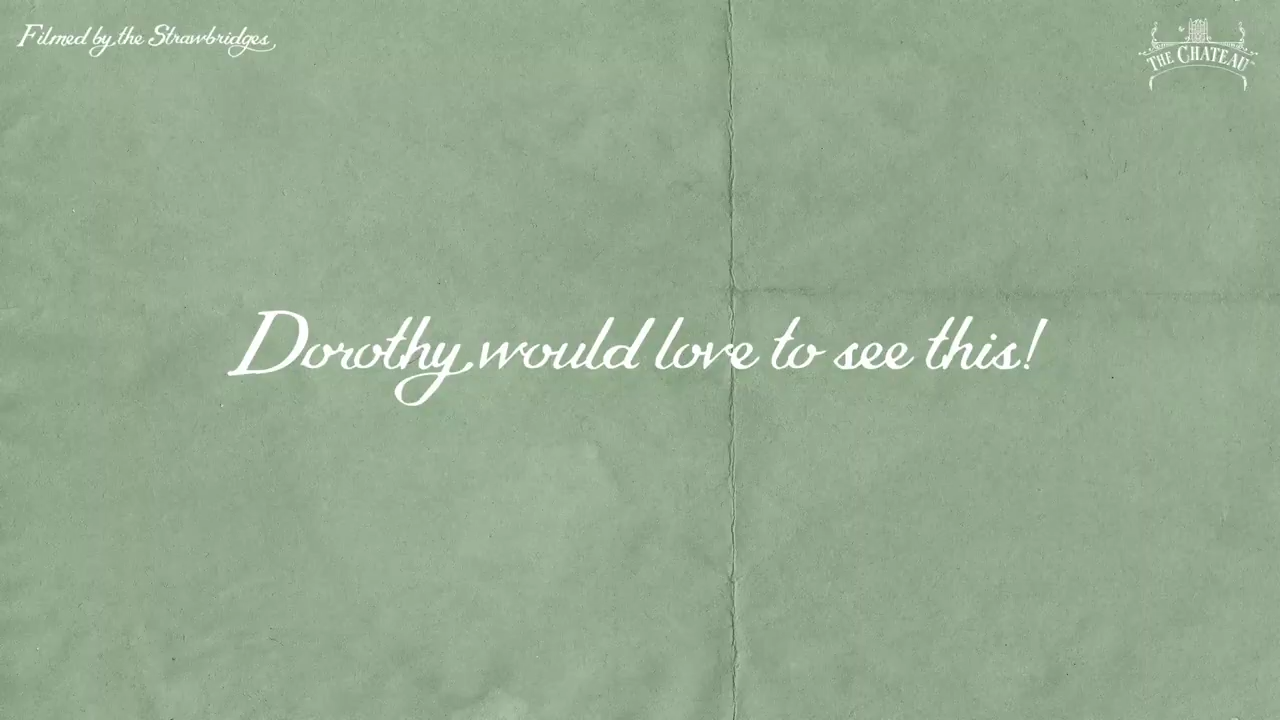 Filmed by the Strawbridges
THE CHATEAU
Dorothy would love to see this!